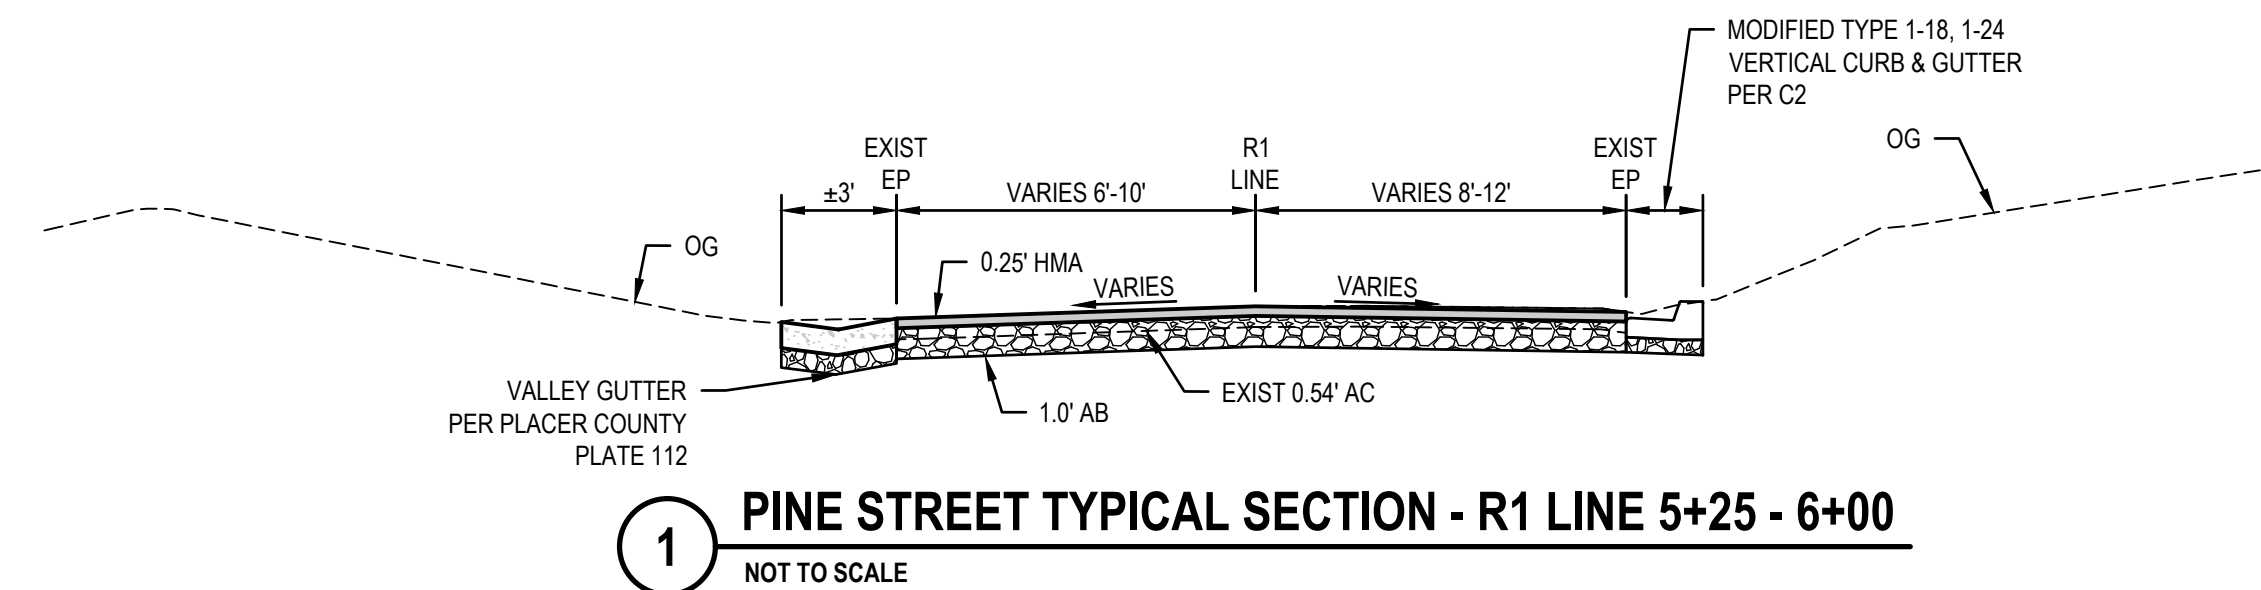 MODIFIED TYPE 1-18, 1-24
VERTICAL CURB & GUTTER
PER C2
OG
EXIST
EP
R1
LINE
EXIST
EP
±3'
VARIES 6'-10'
VARIES 8'-12'
OG
0.25' HMA
VARIES
VARIES
VALLEY GUTTER
PER PLACER COUNTY
PLATE 112
1.0' AB
EXIST 0.54' AC
1
PINE STREET TYPICAL SECTION - R1 LINE 5+25 - 6+00
NOT TO SCALE